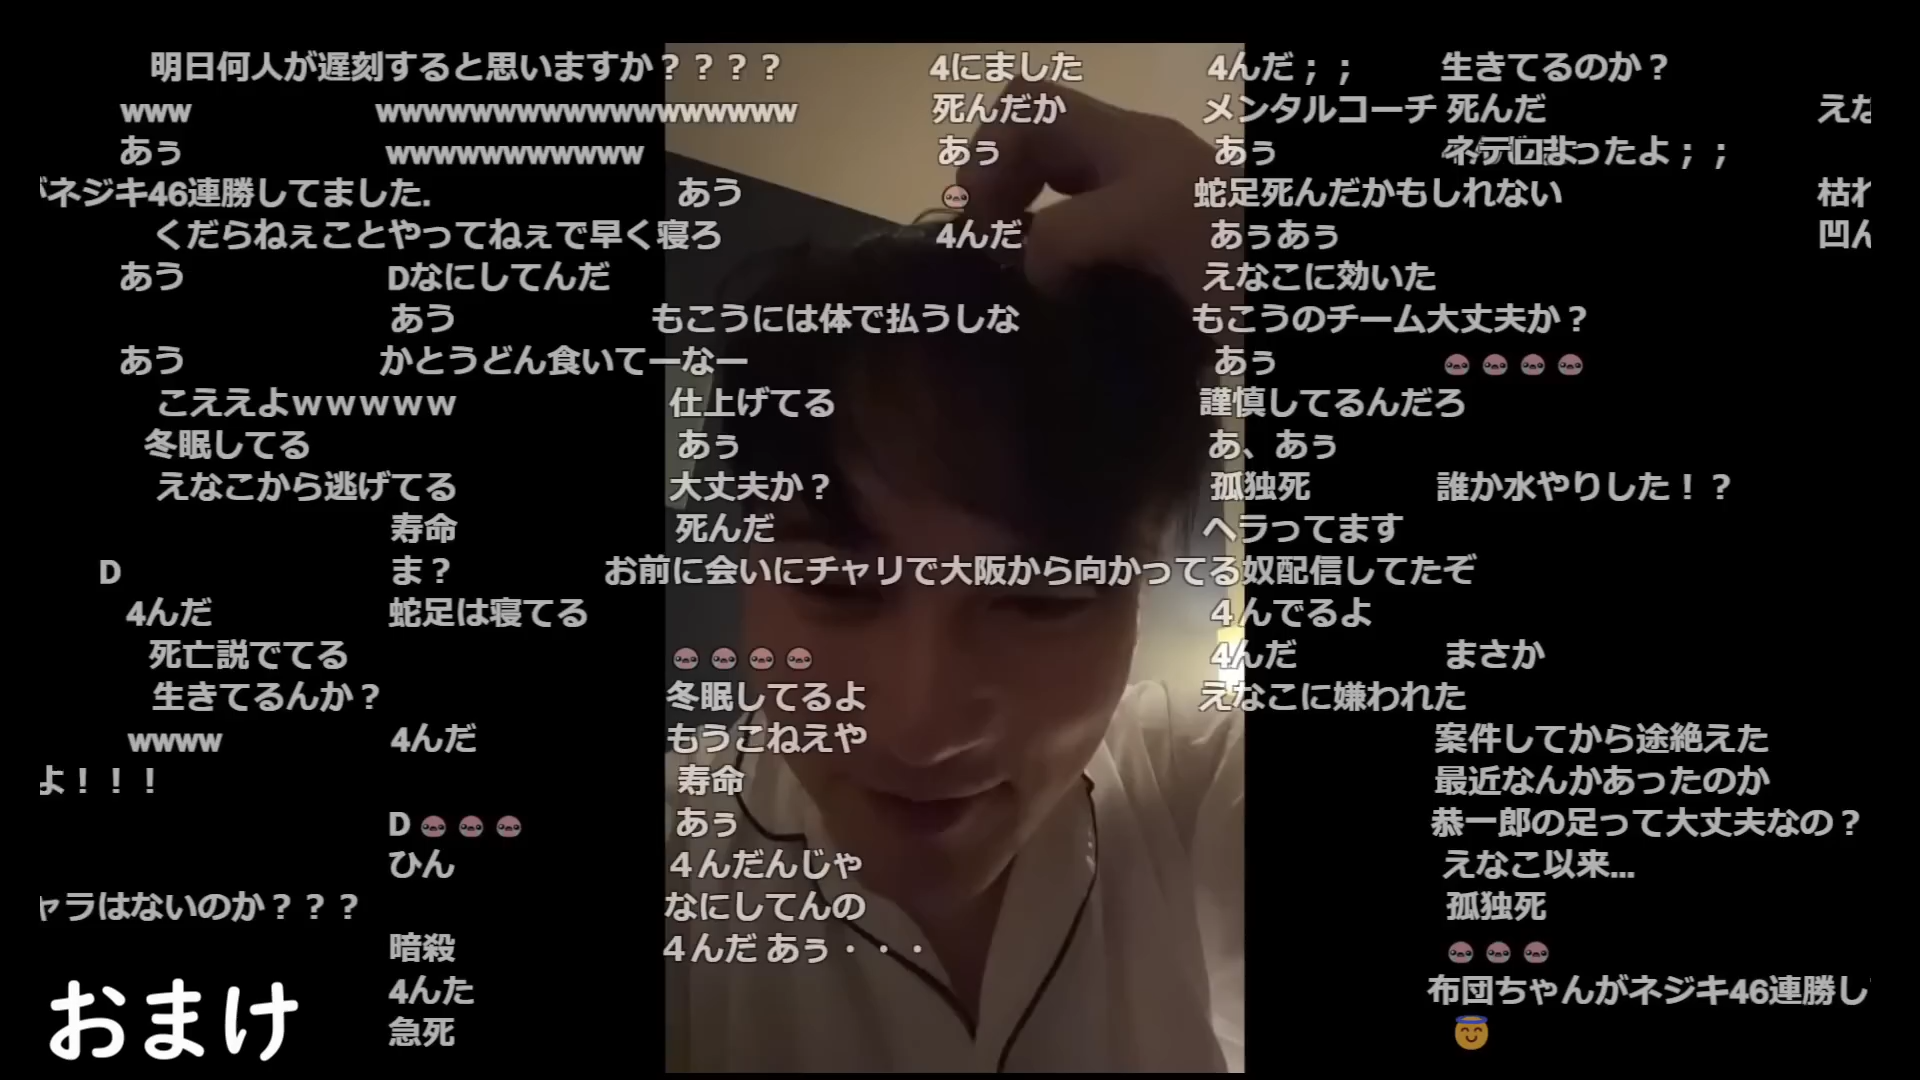 明日何人が遅刻すると思いますか？？？？ 4にました 4んだ；； 生きてるのか？
www wwwwwwwwwwwwwwwwwww 死んだか メンタルコーチ 死んだ えな
あぅ wwwwwwwwwww あぅ あぅ まったよ；；
ネジキ46連勝してました. あう 蛇足死んだかもしれない 枯れ
くだらねぇことやってねぇで早く寝ろ 4んだ あぅあぅ 凹ん
あう Dなにしてんだ えなこに効いた
あう もこうには体で払うしな もこうのチーム大丈夫か？
あう かとうどん食いてーなー あぅ
こええよｗｗｗｗｗ 仕上げてる 謹慎してるんだろ
冬眠してる あぅ あ、あぅ
えなこから逃げてる 大丈夫か？ 孤独死 誰か水やりした！？
寿命 死んだ ヘラってます
D ま？ お前に会いにチャリで大阪から向かってる奴配信してたぞ
4んだ 蛇足は寝てる ４んでるよ
死亡説でてる 4んだ まさか
生きてるんか？ 冬眠してるよ えなこに嫌われた
wwww 4んだ もうこねえや 案件してから途絶えた
よ！！！ 寿命 最近なんかあったのか
D あぅ 恭一郎の足って大丈夫なの？
ひん ４んだんじゃ えなこ以来...
ャラはないのか？？？ なにしてんの 孤独死
暗殺 ４んだ あぅ・・・
4んた 布団ちゃんがネジキ46連勝し
急死
おまけ